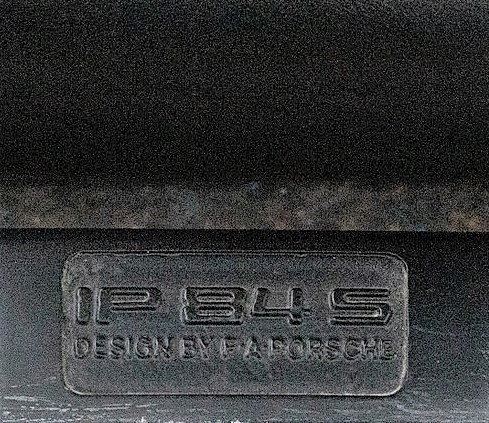 IP 84 S
DESIGN BY F.A. PORSCHE